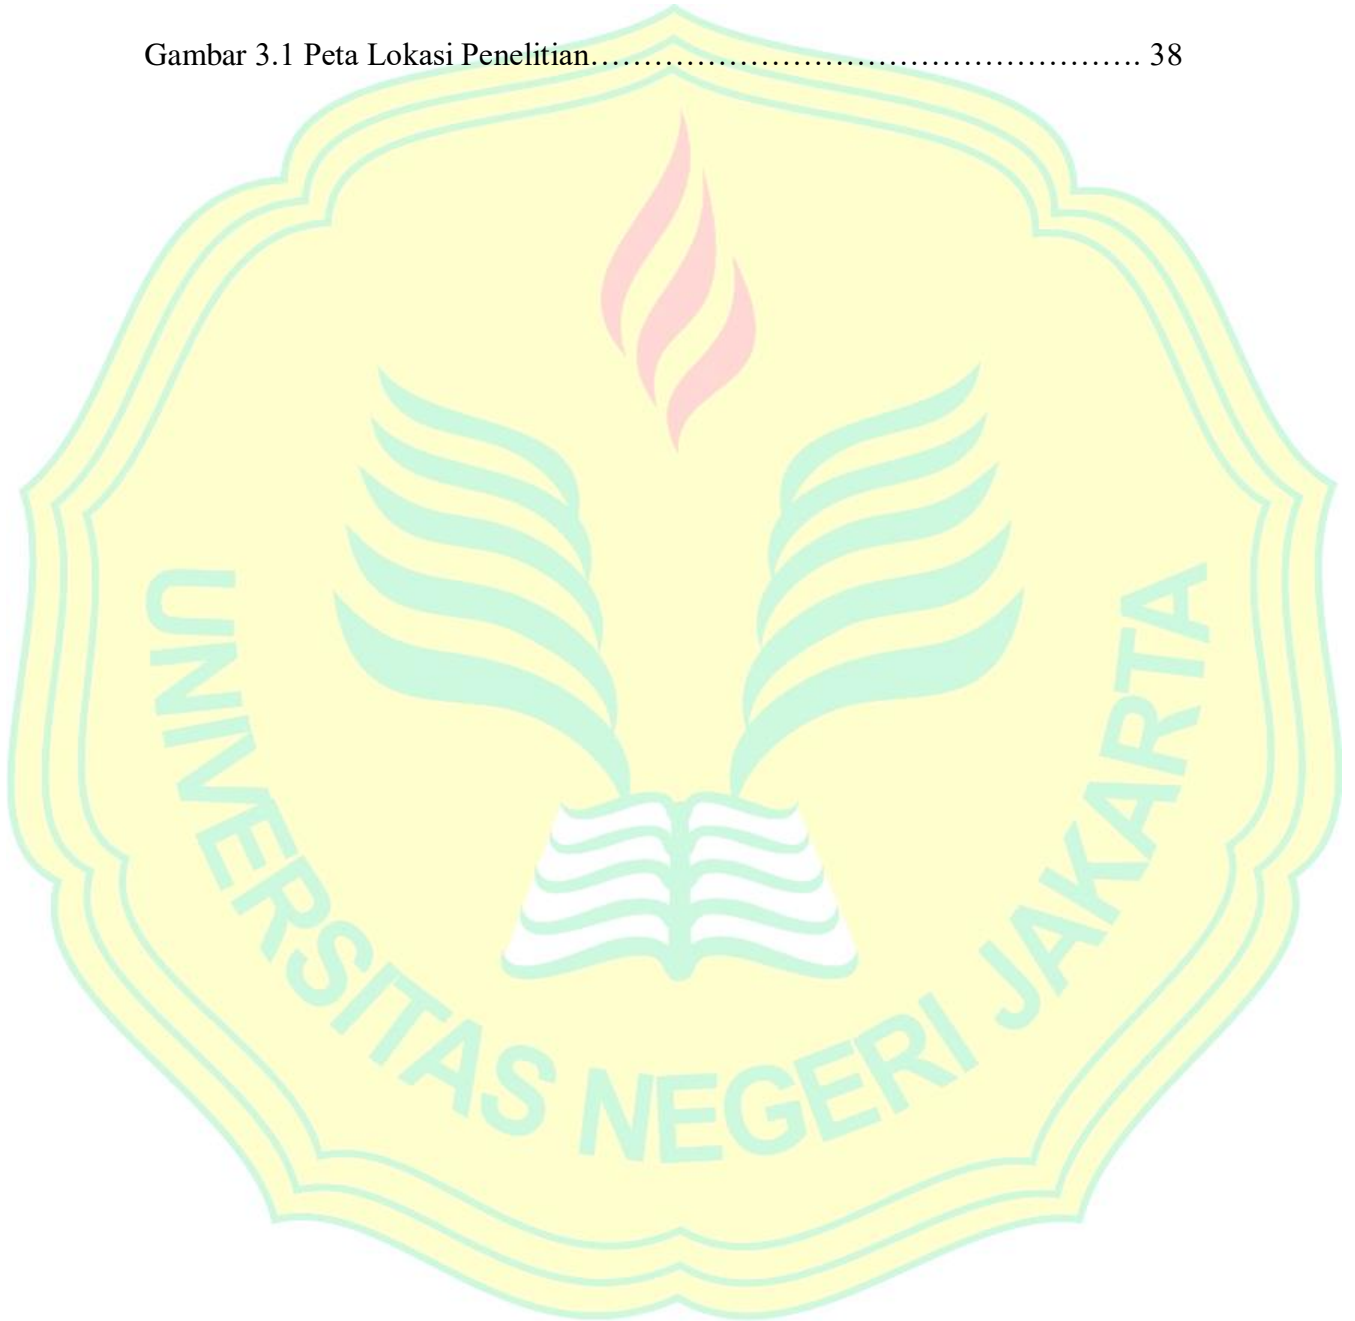 Gambar 3.1 Peta Lokasi Penelitian………………………………………………. 38
UNIVERSITAS NEGERI JAKARTA